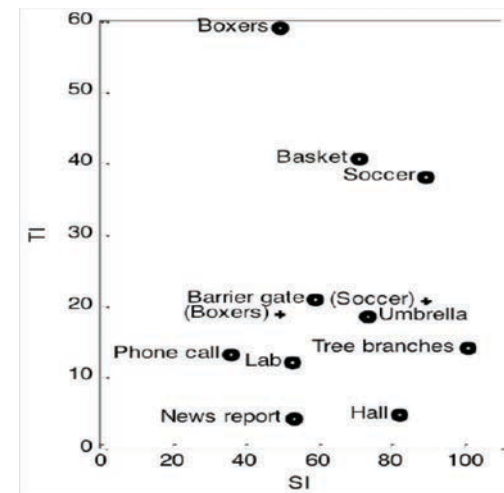 60
Boxers
50
Basket
40
Soccer
TI
30
Barrier gate
(Soccer)
20
(Boxers)
Umbrella
Phone call
Tree branches
Lab
10
News report
Hall
0
0 20 40 60 80 100
SI